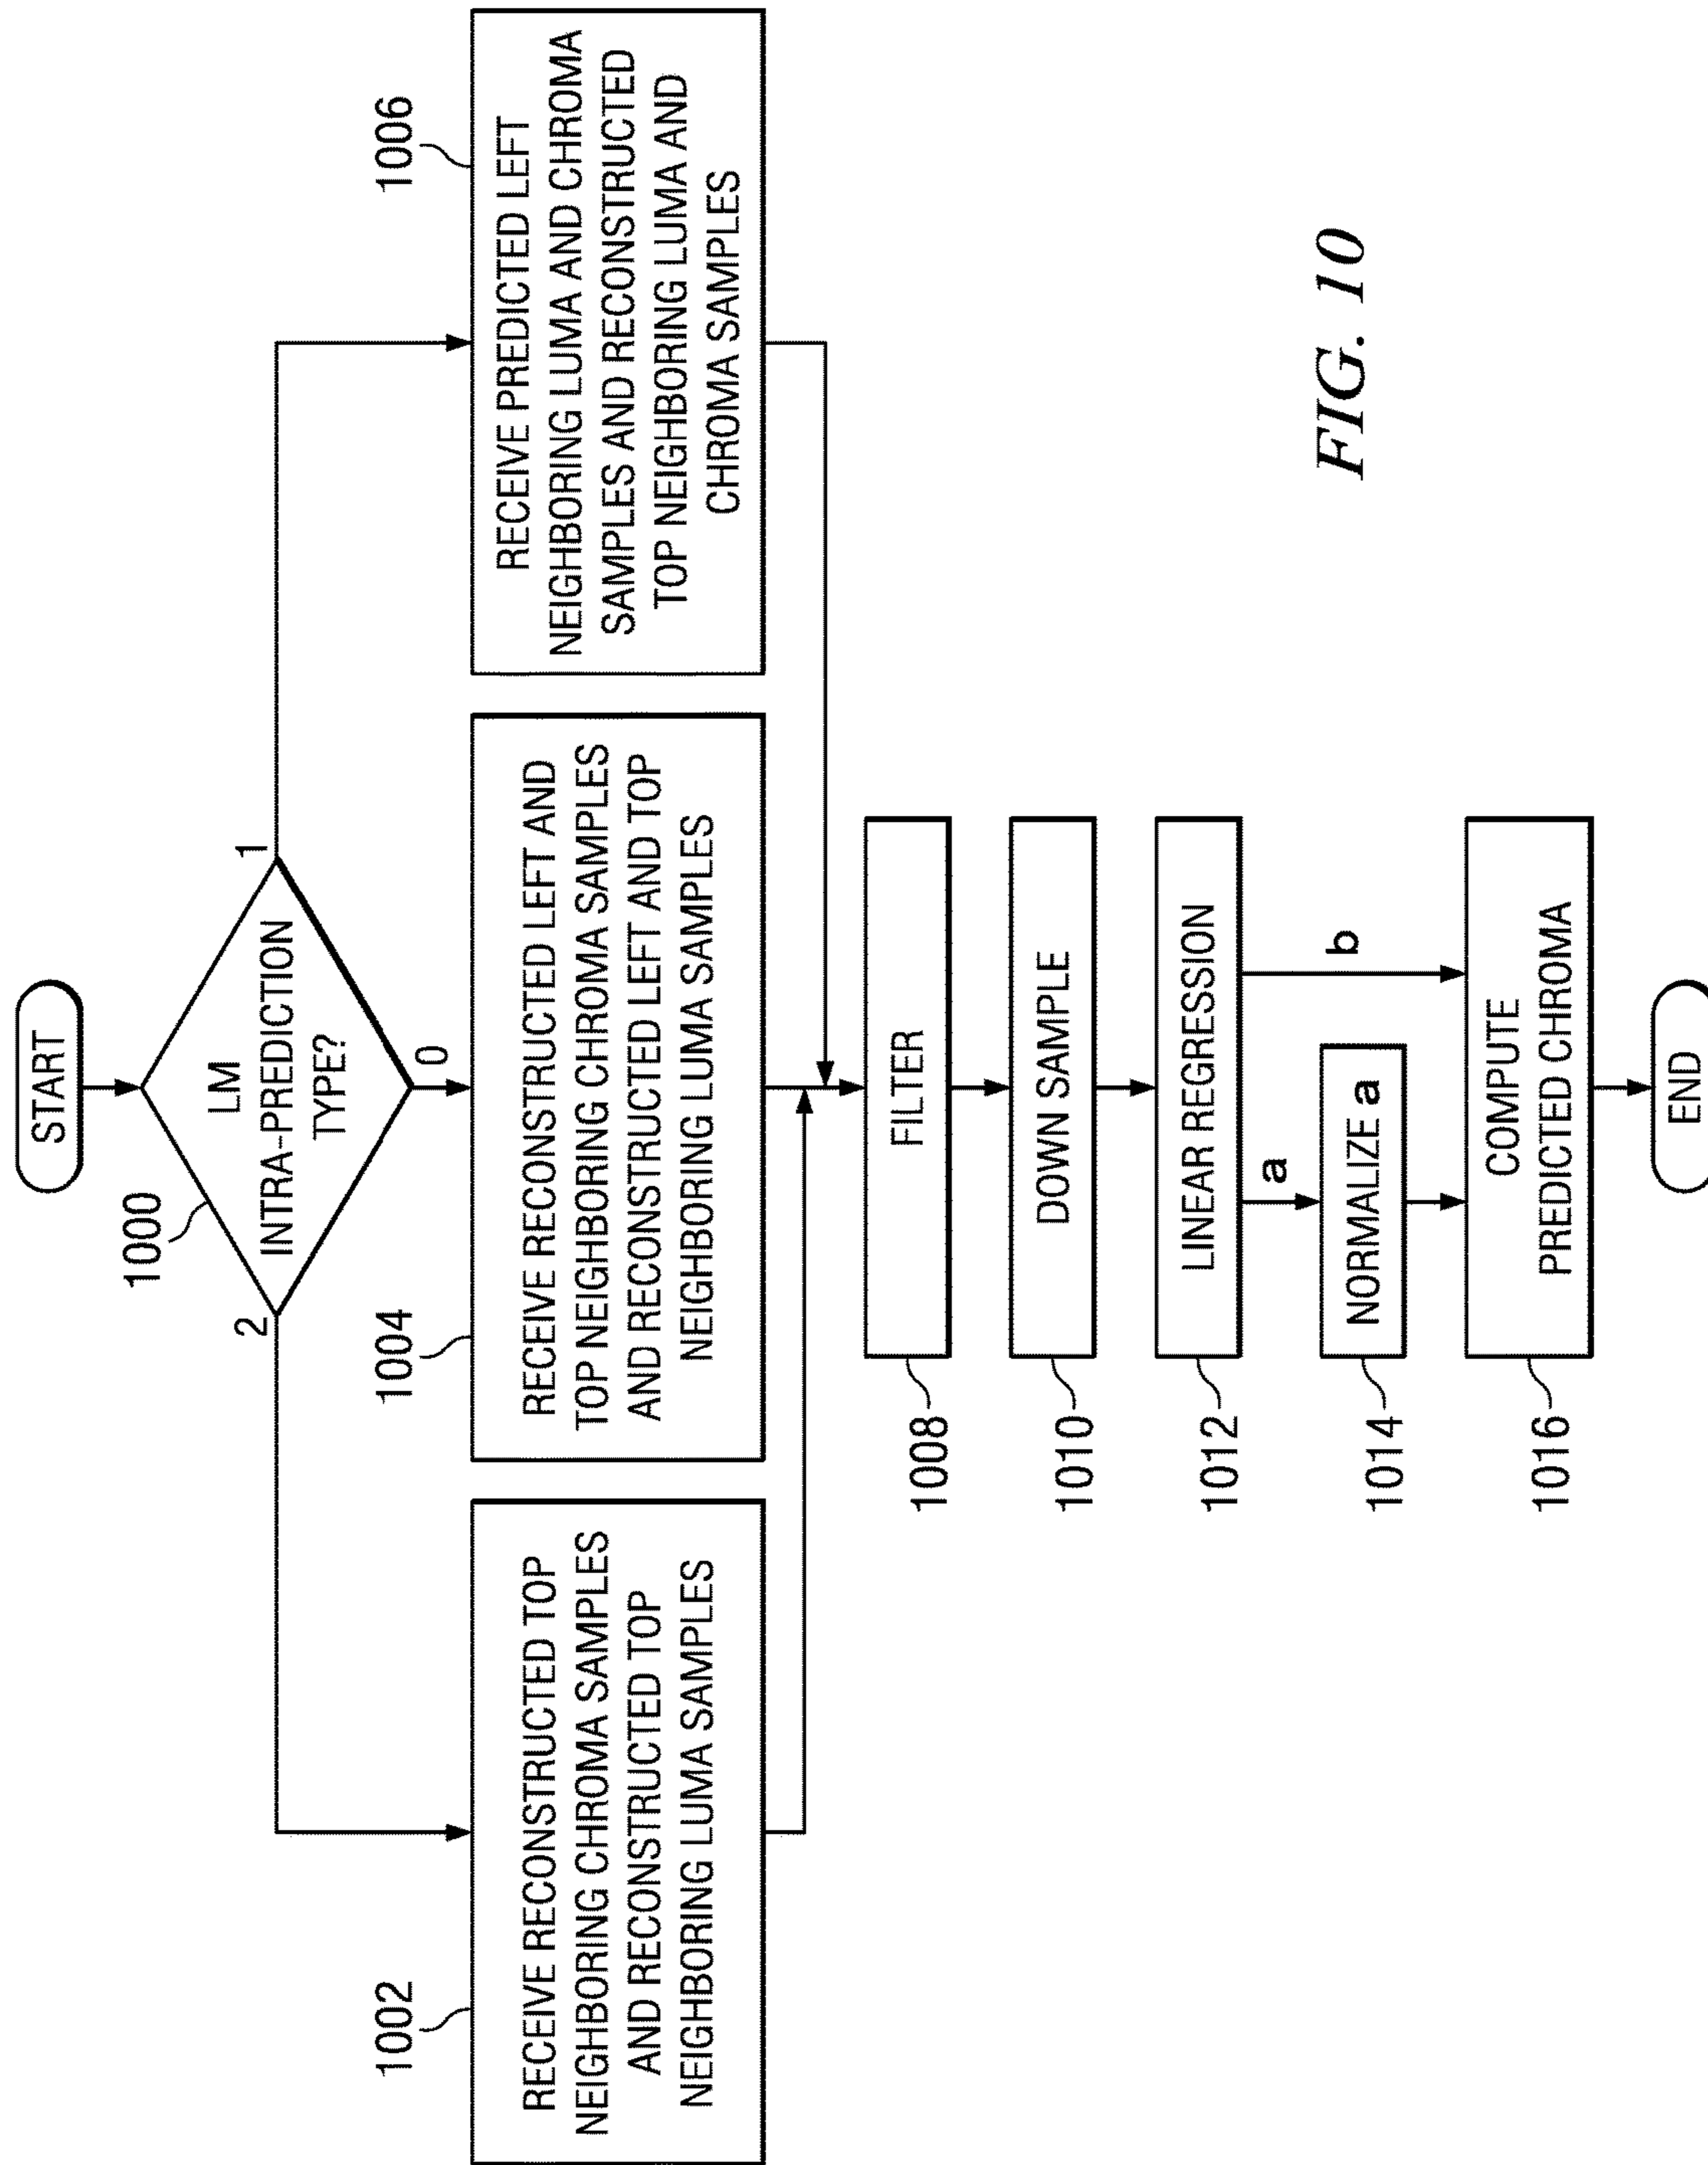 START
1000
LM
INTRA-PREDICTION
TYPE?
2
0
1
1002
RECEIVE RECONSTRUCTED TOP
NEIGHBORING CHROMA SAMPLES
AND RECONSTRUCTED TOP
NEIGHBORING LUMA SAMPLES
1004
RECEIVE RECONSTRUCTED LEFT AND
TOP NEIGHBORING CHROMA SAMPLES
AND RECONSTRUCTED LEFT AND TOP
NEIGHBORING LUMA SAMPLES
1006
RECEIVE PREDICTED LEFT
NEIGHBORING LUMA AND CHROMA
SAMPLES AND RECONSTRUCTED
TOP NEIGHBORING LUMA AND
CHROMA SAMPLES
1008
FILTER
1010
DOWN SAMPLE
1012
LINEAR REGRESSION
a
b
1014
NORMALIZE a
1016
COMPUTE
PREDICTED CHROMA
END
FIG. 10